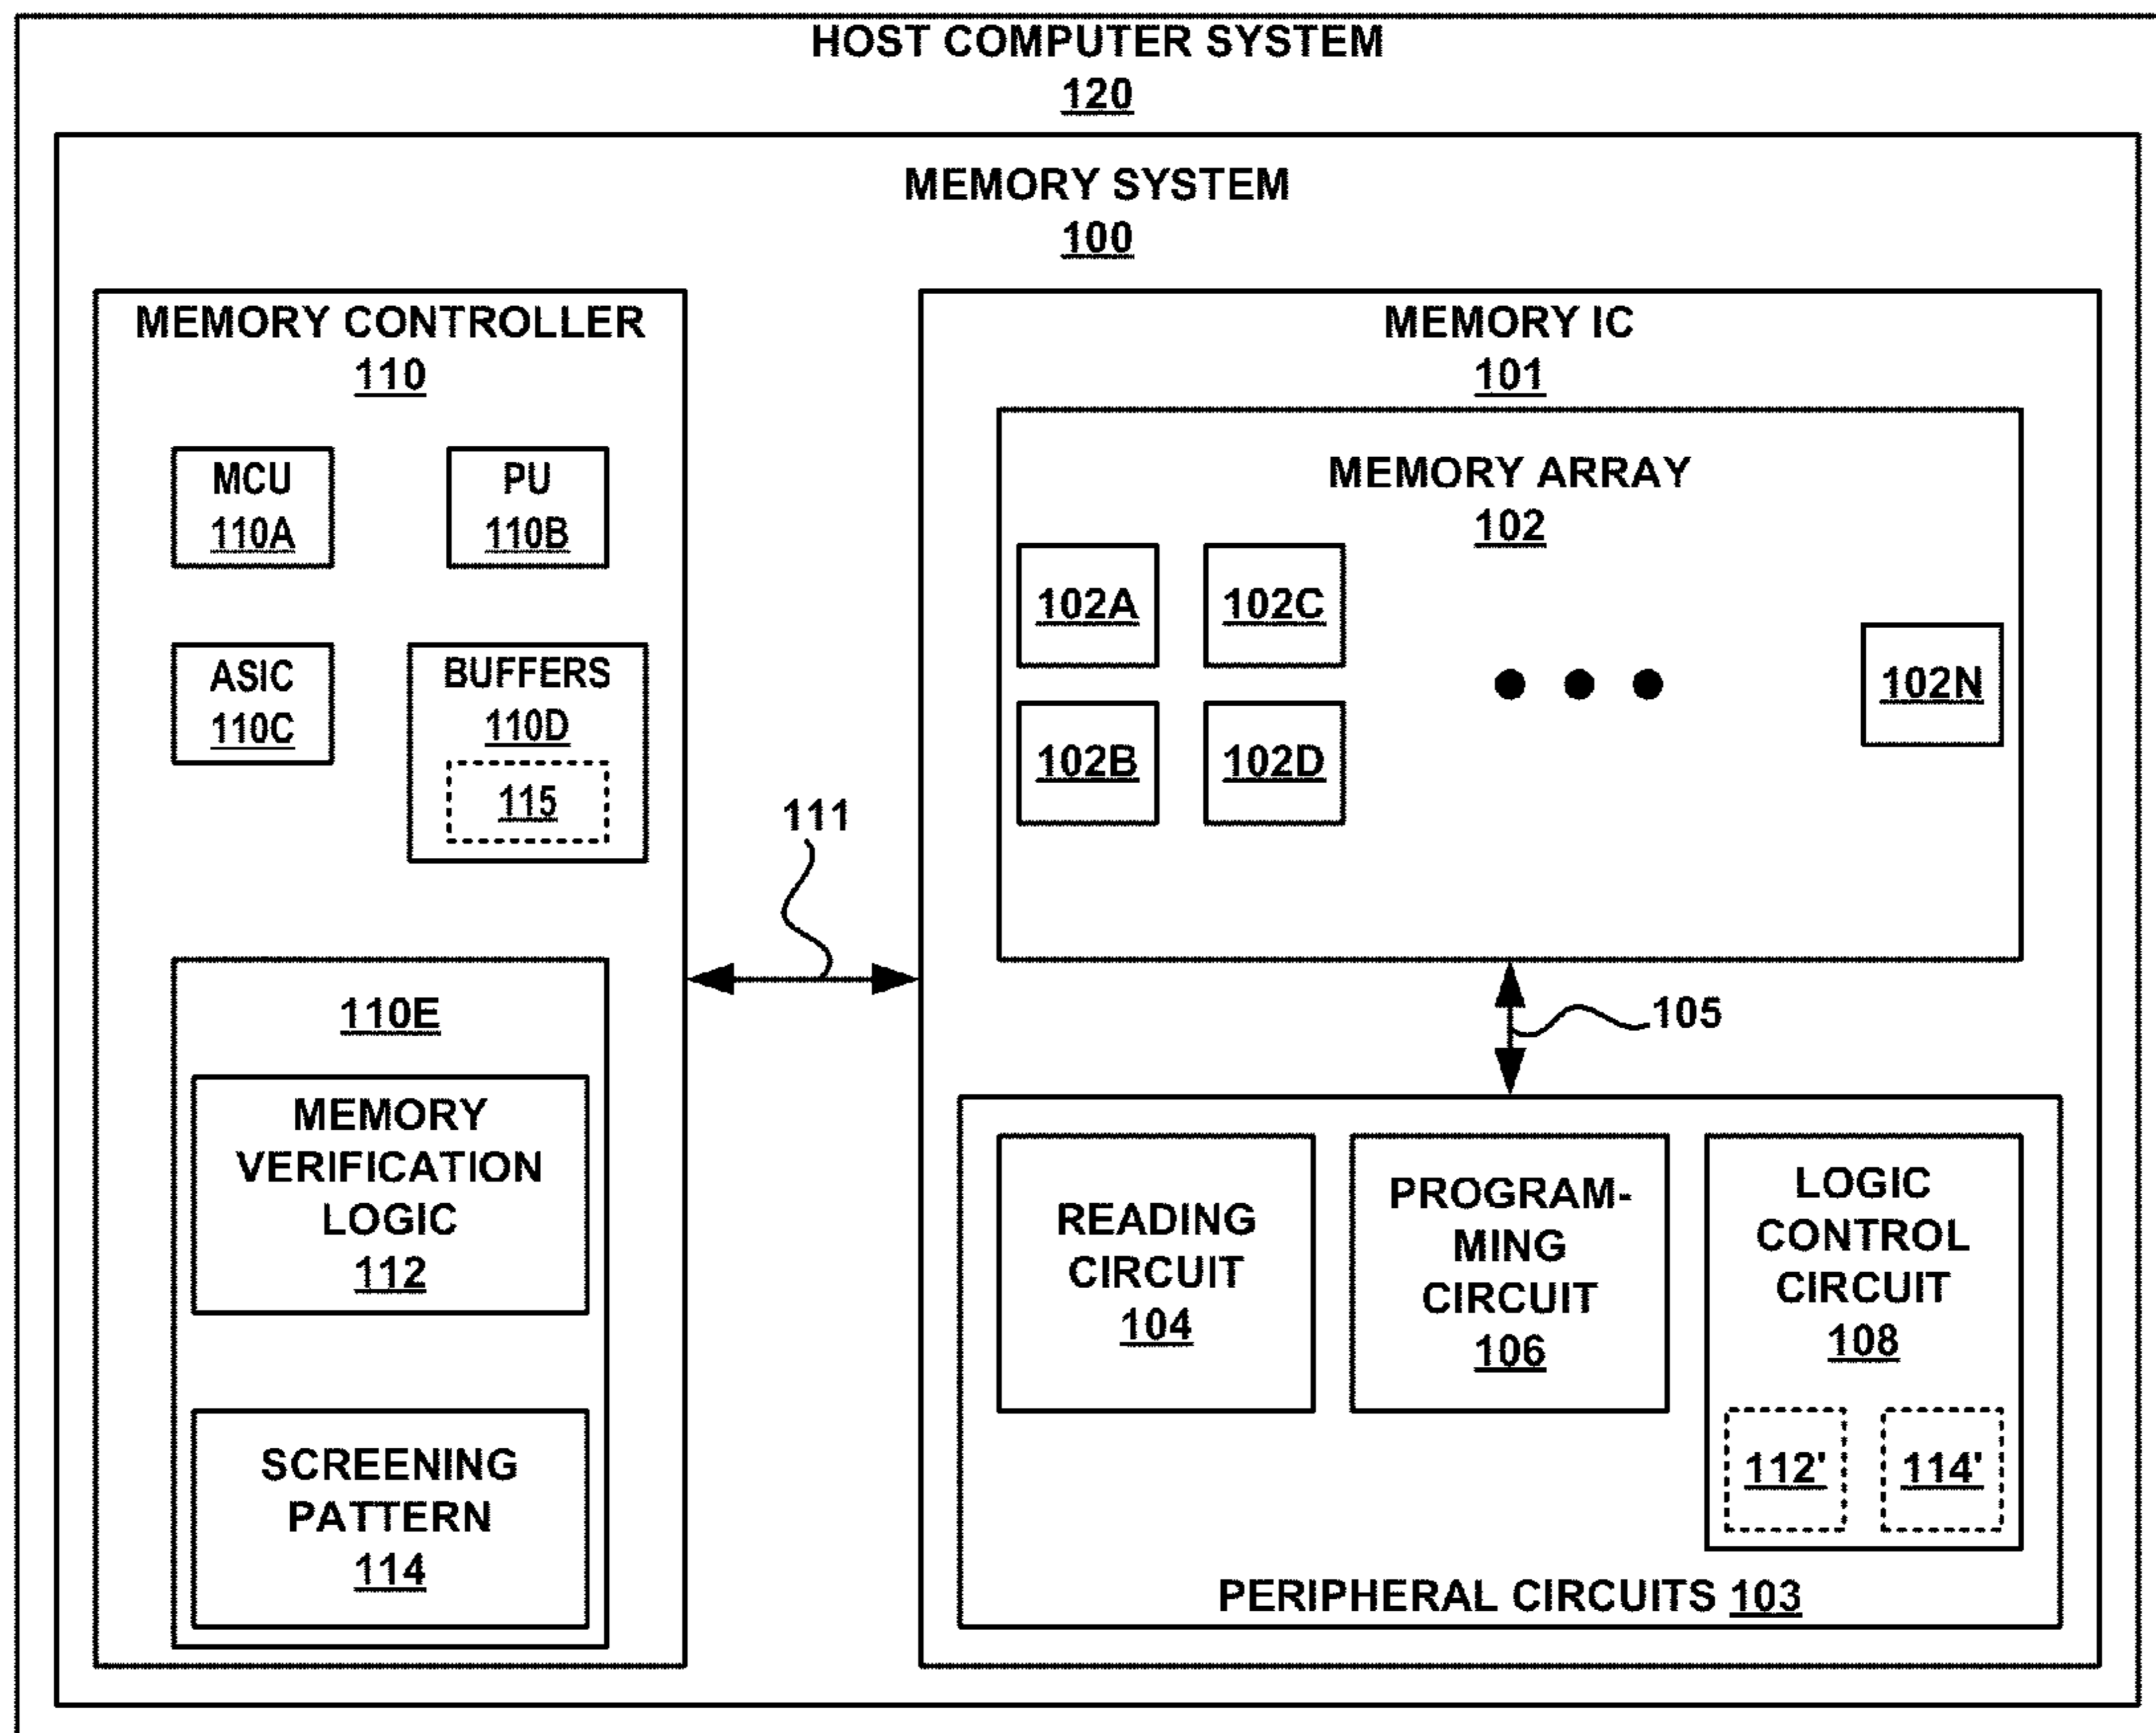 HOST COMPUTER SYSTEM
120
MEMORY SYSTEM
100
MEMORY CONTROLLER
110
MCU
110A
PU
110B
ASIC
110C
BUFFERS
110D
115
110E
MEMORY
VERIFICATION
LOGIC
112
SCREENING
PATTERN
114
111
MEMORY IC
101
MEMORY ARRAY
102
102A
102C
102B
102D
102N
105
READING
CIRCUIT
104
PROGRAM-
MING
CIRCUIT
106
LOGIC
CONTROL
CIRCUIT
108
112'
114'
PERIPHERAL CIRCUITS 103